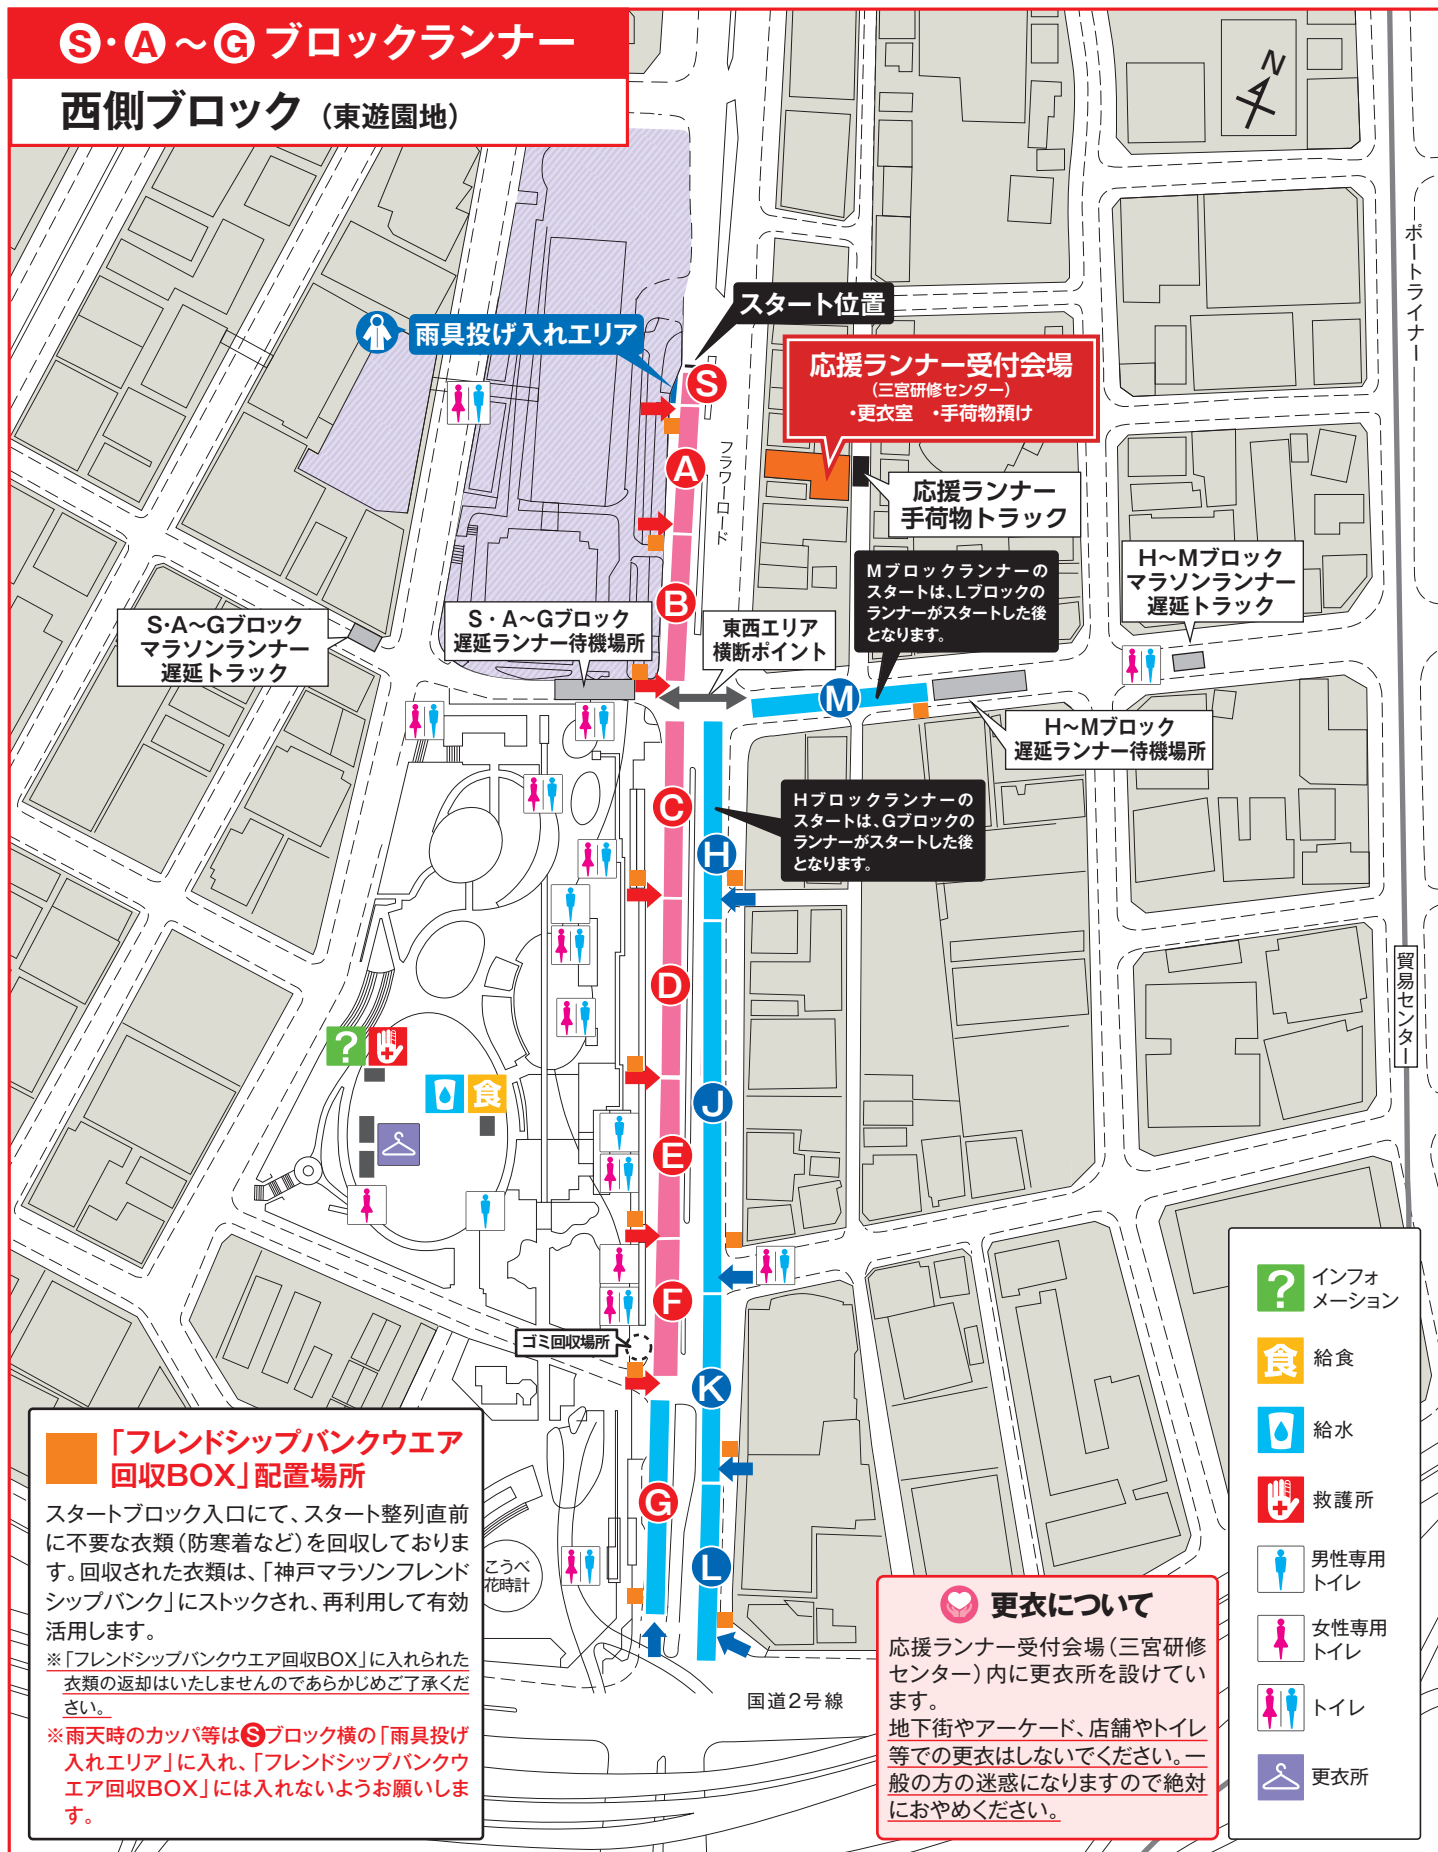 S・A～Gブロックランナー
西側ブロック（東遊園地）
N
ポートライナー
スタート位置
雨具投げ入れエリア
応援ランナー受付会場
（三宮研修センター）
・更衣室　・手荷物預け
S
A
フラワーロード
応援ランナー
手荷物トラック
H～Mブロック
マラソンランナー
遅延トラック
Mブロックランナーの
スタートは、Lブロックの
ランナーがスタートした後
となります。
B
S・A～Gブロック
マラソンランナー
遅延トラック
S・A～Gブロック
遅延ランナー待機場所
東西エリア
横断ポイント
M
H～Mブロック
遅延ランナー待機場所
Hブロックランナーの
スタートは、Gブロックの
ランナーがスタートした後
となります。
C
H
D
貿易センター
?
食
J
E
F
ゴミ回収場所
K
G
L
こうべ
花時計
国道2号線
「フレンドシップバンクウエア
回収BOX」配置場所
スタートブロック入口にて、スタート整列直前
に不要な衣類（防寒着など）を回収しておりま
す。回収された衣類は、「神戸マラソンフレンド
シップバンク」にストックされ、再利用して有効
活用します。
※「フレンドシップバンクウエア回収BOX」に入れられた
衣類の返却はいたしませんのであらかじめご了承くだ
さい。
※雨天時のカッパ等はSブロック横の「雨具投げ
入れエリア」に入れ、「フレンドシップバンクウ
エア回収BOX」には入れないようお願いしま
す。
更衣について
応援ランナー受付会場（三宮研修
センター）内に更衣所を設けてい
ます。
地下街やアーケード、店舗やトイレ
等での更衣はしないでください。一
般の方の迷惑になりますので絶対
におやめください。
?
インフォ
メーション
食
給食
給水
救護所
男性専用
トイレ
女性専用
トイレ
トイレ
更衣所